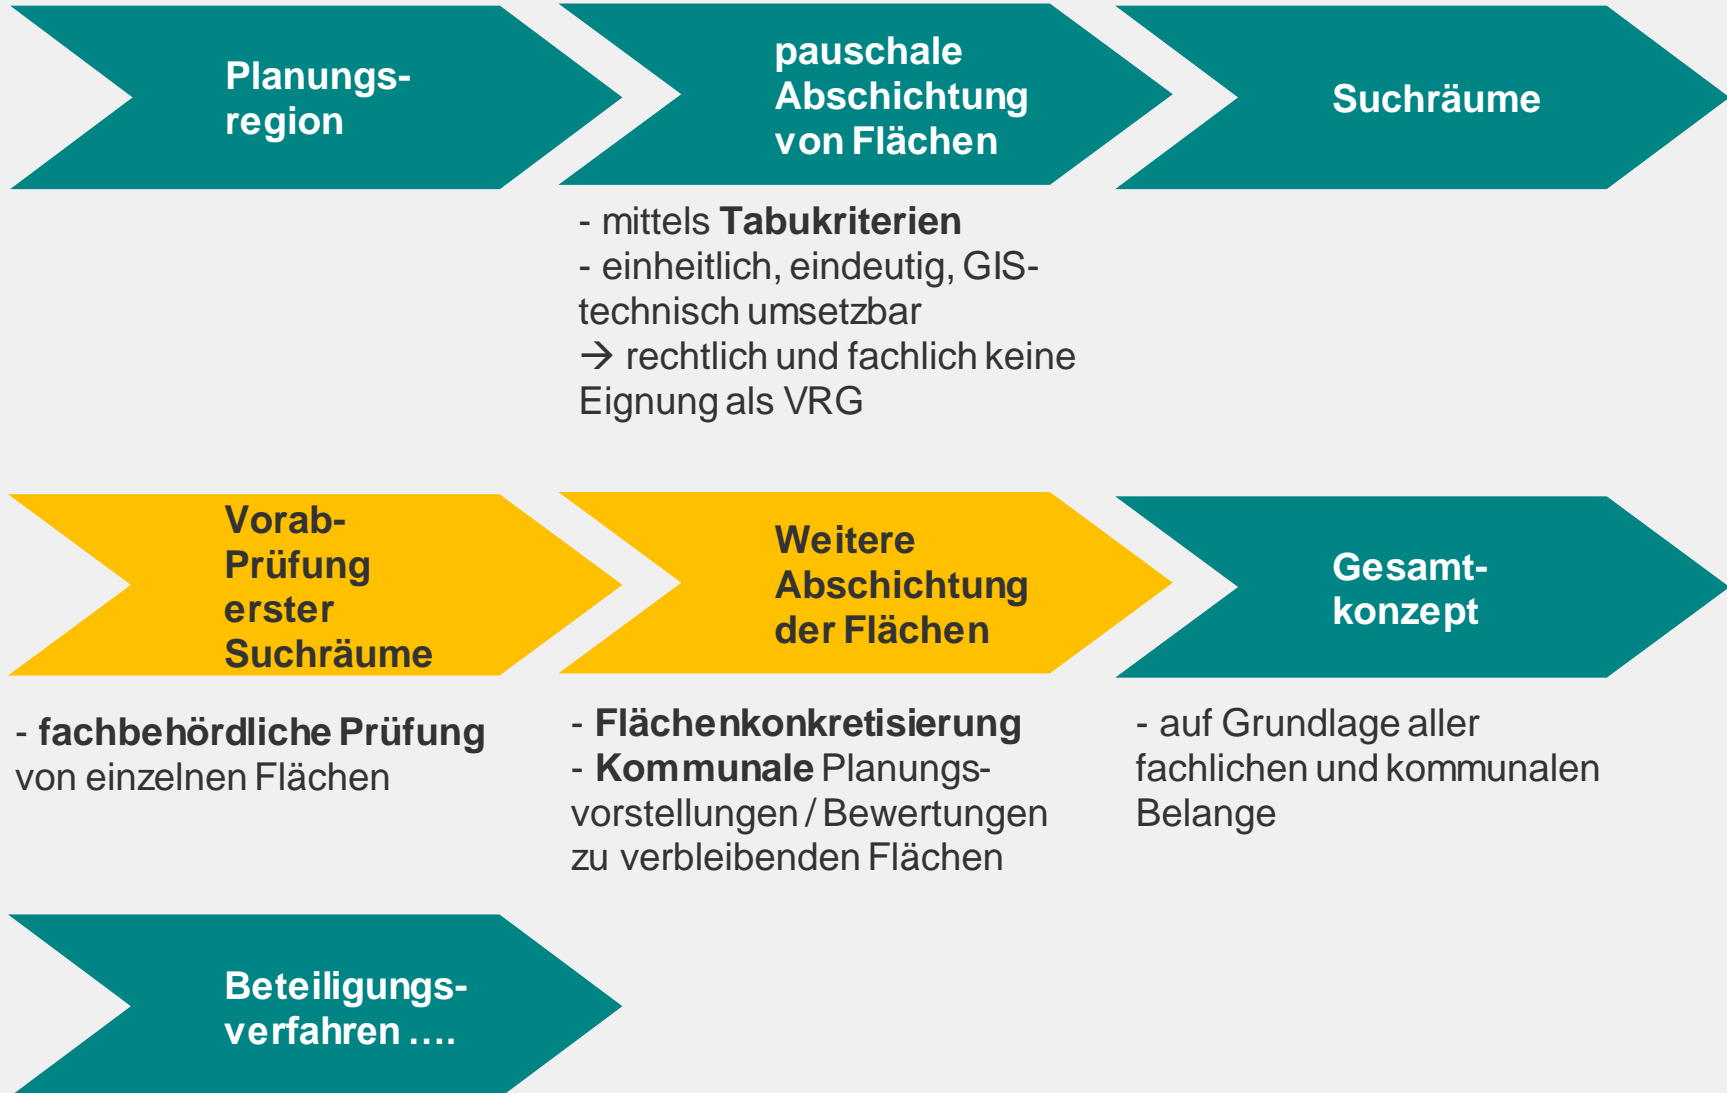 Planungs-
region
pauschale
Abschichtung
von Flächen
Suchräume
- mittels Tabukriterien
- einheitlich, eindeutig, GIS-
technisch umsetzbar
→ rechtlich und fachlich keine
Eignung als VRG
Vorab-
Prüfung
erster
Suchräume
Weitere
Abschichtung
der Flächen
Gesamt-
konzept
- fachbehördliche Prüfung
von einzelnen Flächen
- Flächenkonkretisierung
- Kommunale Planungs-
vorstellungen / Bewertungen
zu verbleibenden Flächen
- auf Grundlage aller
fachlichen und kommunalen
Belange
Beteiligungs-
verfahren ....